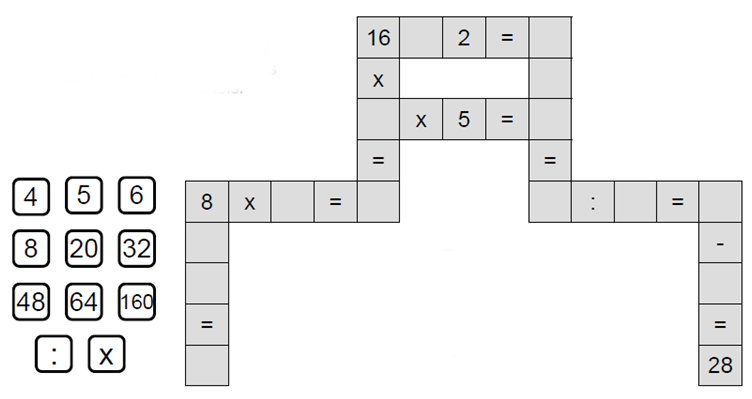 16 2 =
x
x 5 =
= =
4 5 6 8 x = : =
8 20 32 -
48 64 160 = =
: x 28